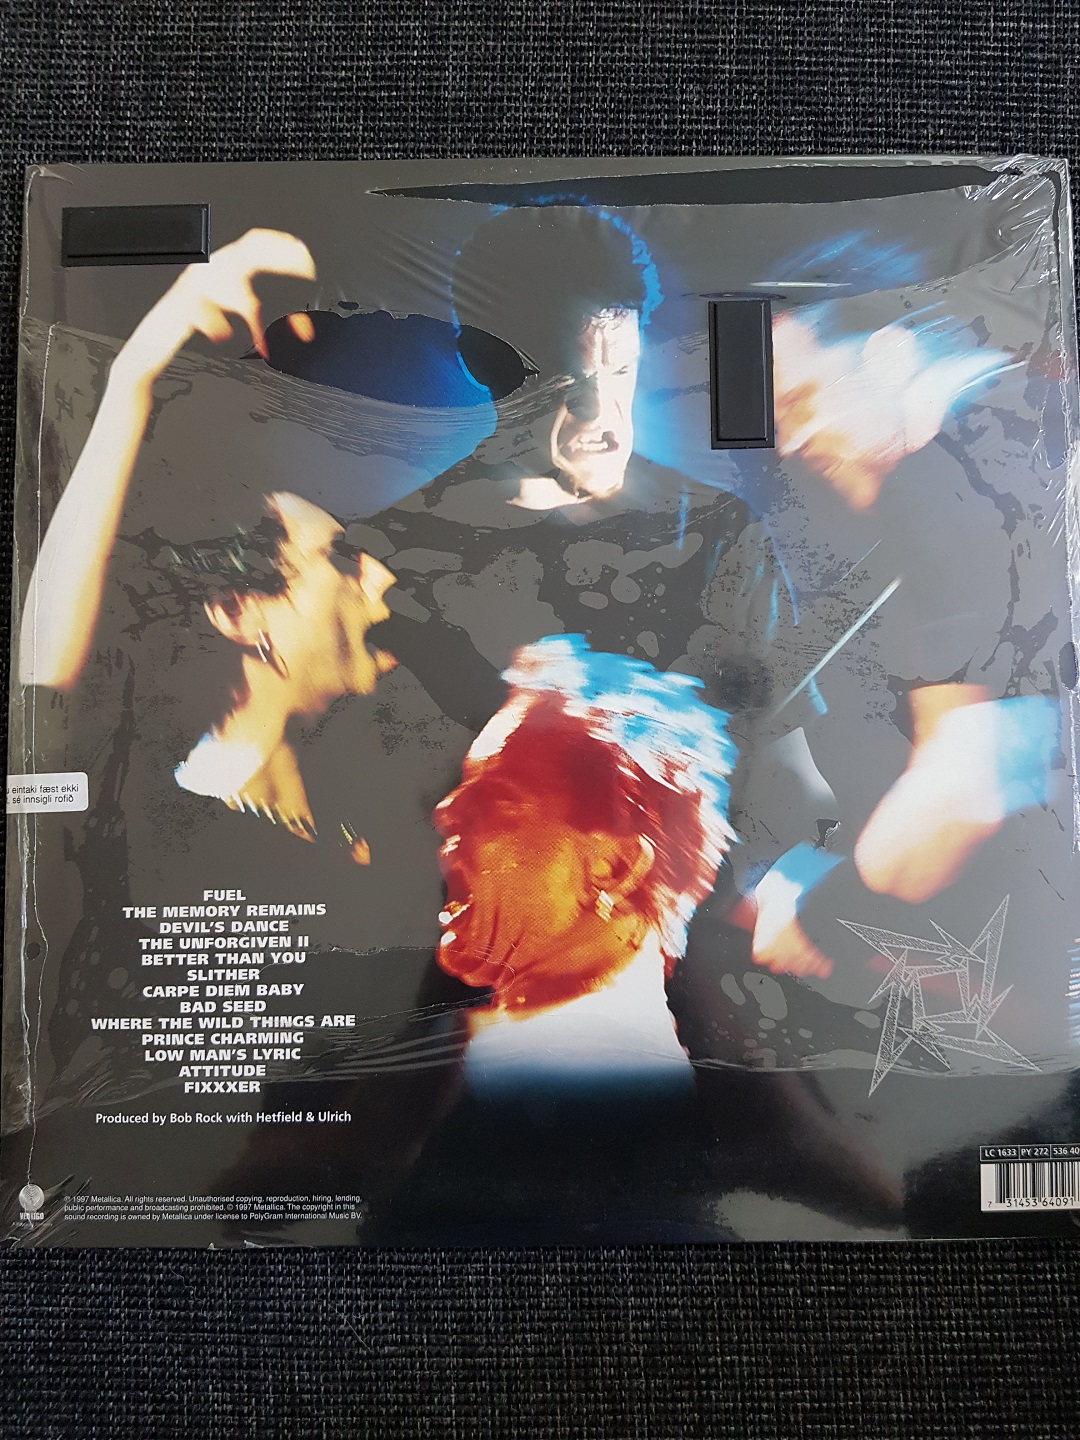 u eintaki fæst ekki
t. sé innsigli rofið
FUEL
THE MEMORY REMAINS
DEVIL'S DANCE
THE UNFORGIVEN II
BETTER THAN YOU
SLITHER
CARPE DIEM BABY
BAD SEED
WHERE THE WILD THINGS ARE
PRINCE CHARMING
LOW MAN'S LYRIC
ATTITUDE
FIXXXER
Produced by Bob Rock with Hetfield & Ulrich
VERTIGO
℗ 1997 Metallica. All rights reserved. Unauthorised copying, reproduction, hiring, lending,
public performance and broadcasting prohibited. © 1997 Metallica. The copyright in this
sound recording is owned by Metallica under license to PolyGram International Music BV.
LC 1633 PY 272 536 40
7 31453 64091